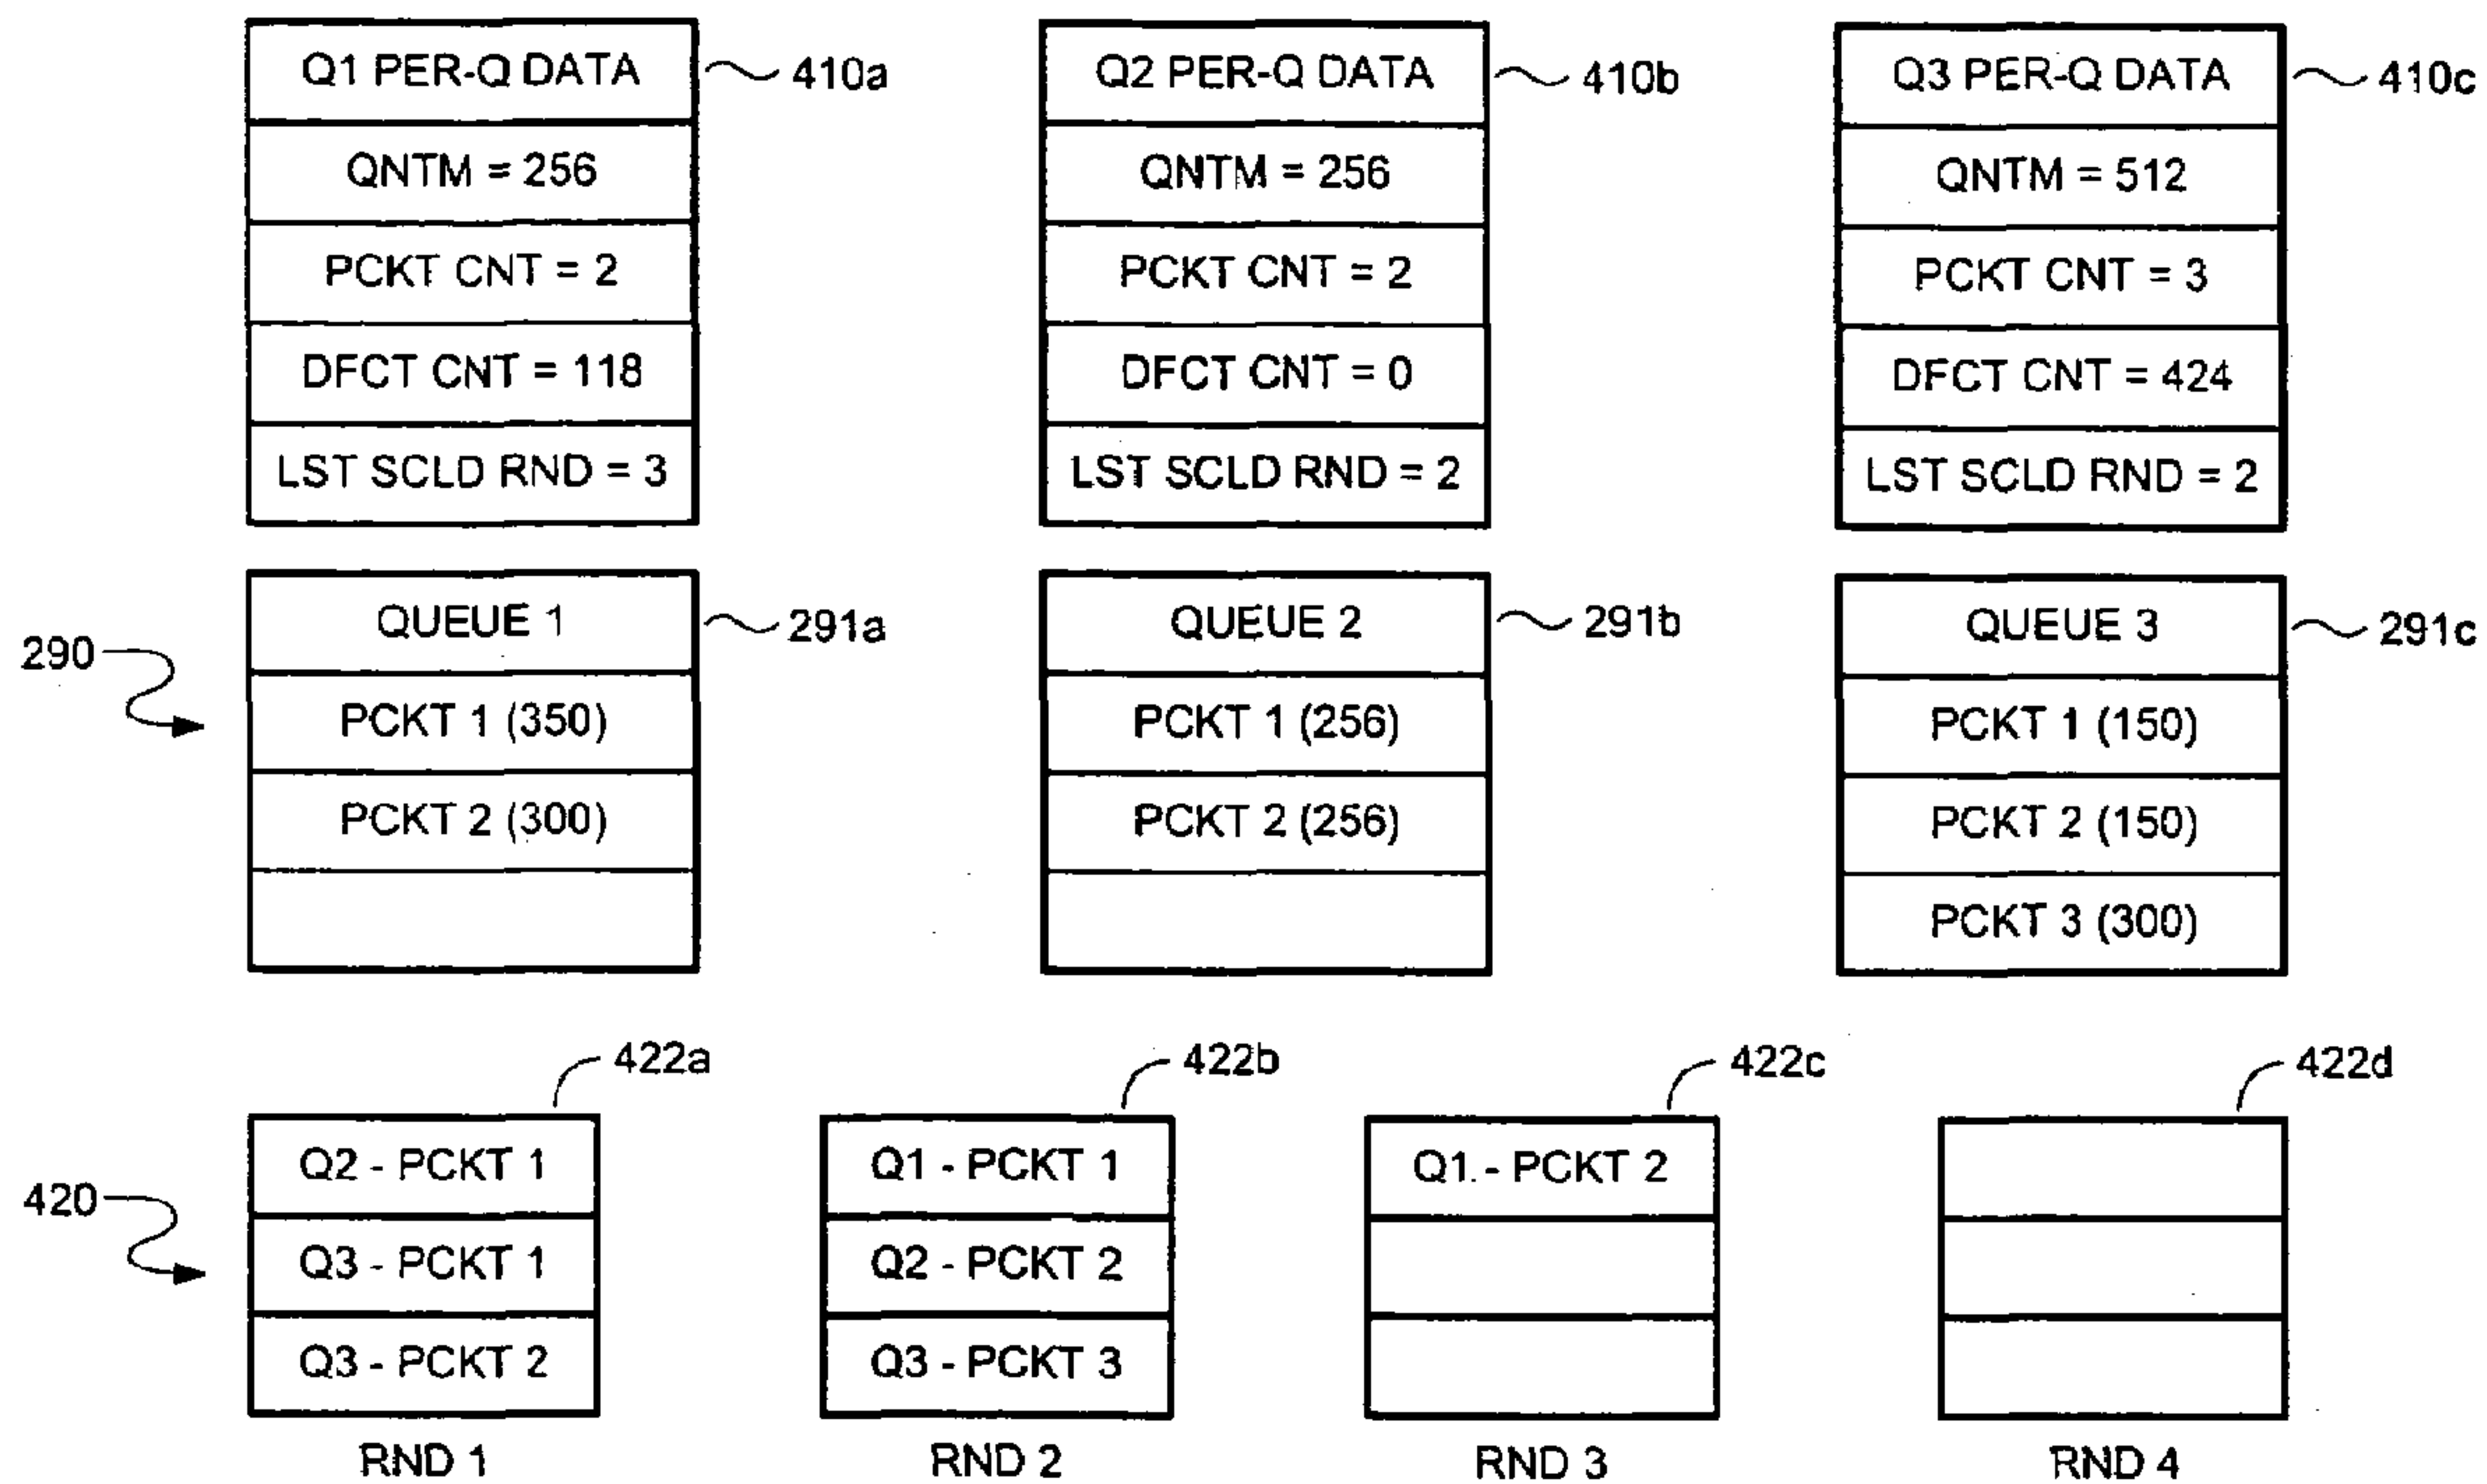 Q1 PER-Q DATA
410a
QNTM = 256
PCKT CNT = 2
DFCT CNT = 118
LST SCLD RND = 3
Q2 PER-Q DATA
410b
QNTM = 256
PCKT CNT = 2
DFCT CNT = 0
LST SCLD RND = 2
Q3 PER-Q DATA
410c
QNTM = 512
PCKT CNT = 3
DFCT CNT = 424
LST SCLD RND = 2
290
QUEUE 1
291a
PCKT 1 (350)
PCKT 2 (300)
QUEUE 2
291b
PCKT 1 (256)
PCKT 2 (256)
QUEUE 3
291c
PCKT 1 (150)
PCKT 2 (150)
PCKT 3 (300)
420
422a
Q2 - PCKT 1
Q3 - PCKT 1
Q3 - PCKT 2
RND 1
422b
Q1 - PCKT 1
Q2 - PCKT 2
Q3 - PCKT 3
RND 2
422c
Q1 - PCKT 2
RND 3
422d
RND 4